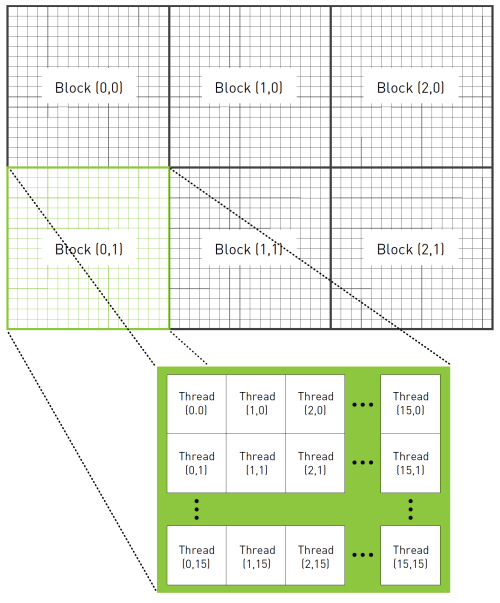 Block (0,0)
Block (1,0)
Block (2,0)
Block (0,1)
Block (1,1)
Block (2,1)
Thread
(0.0)
Thread
(1,0)
Thread
(2,0)
•••
Thread
(15,0)
Thread
(0,1)
Thread
(1,1)
Thread
(2,1)
•••
Thread
(15,1)
Thread
(0,15)
Thread
(1,15)
Thread
(2,15)
•••
Thread
(15,15)